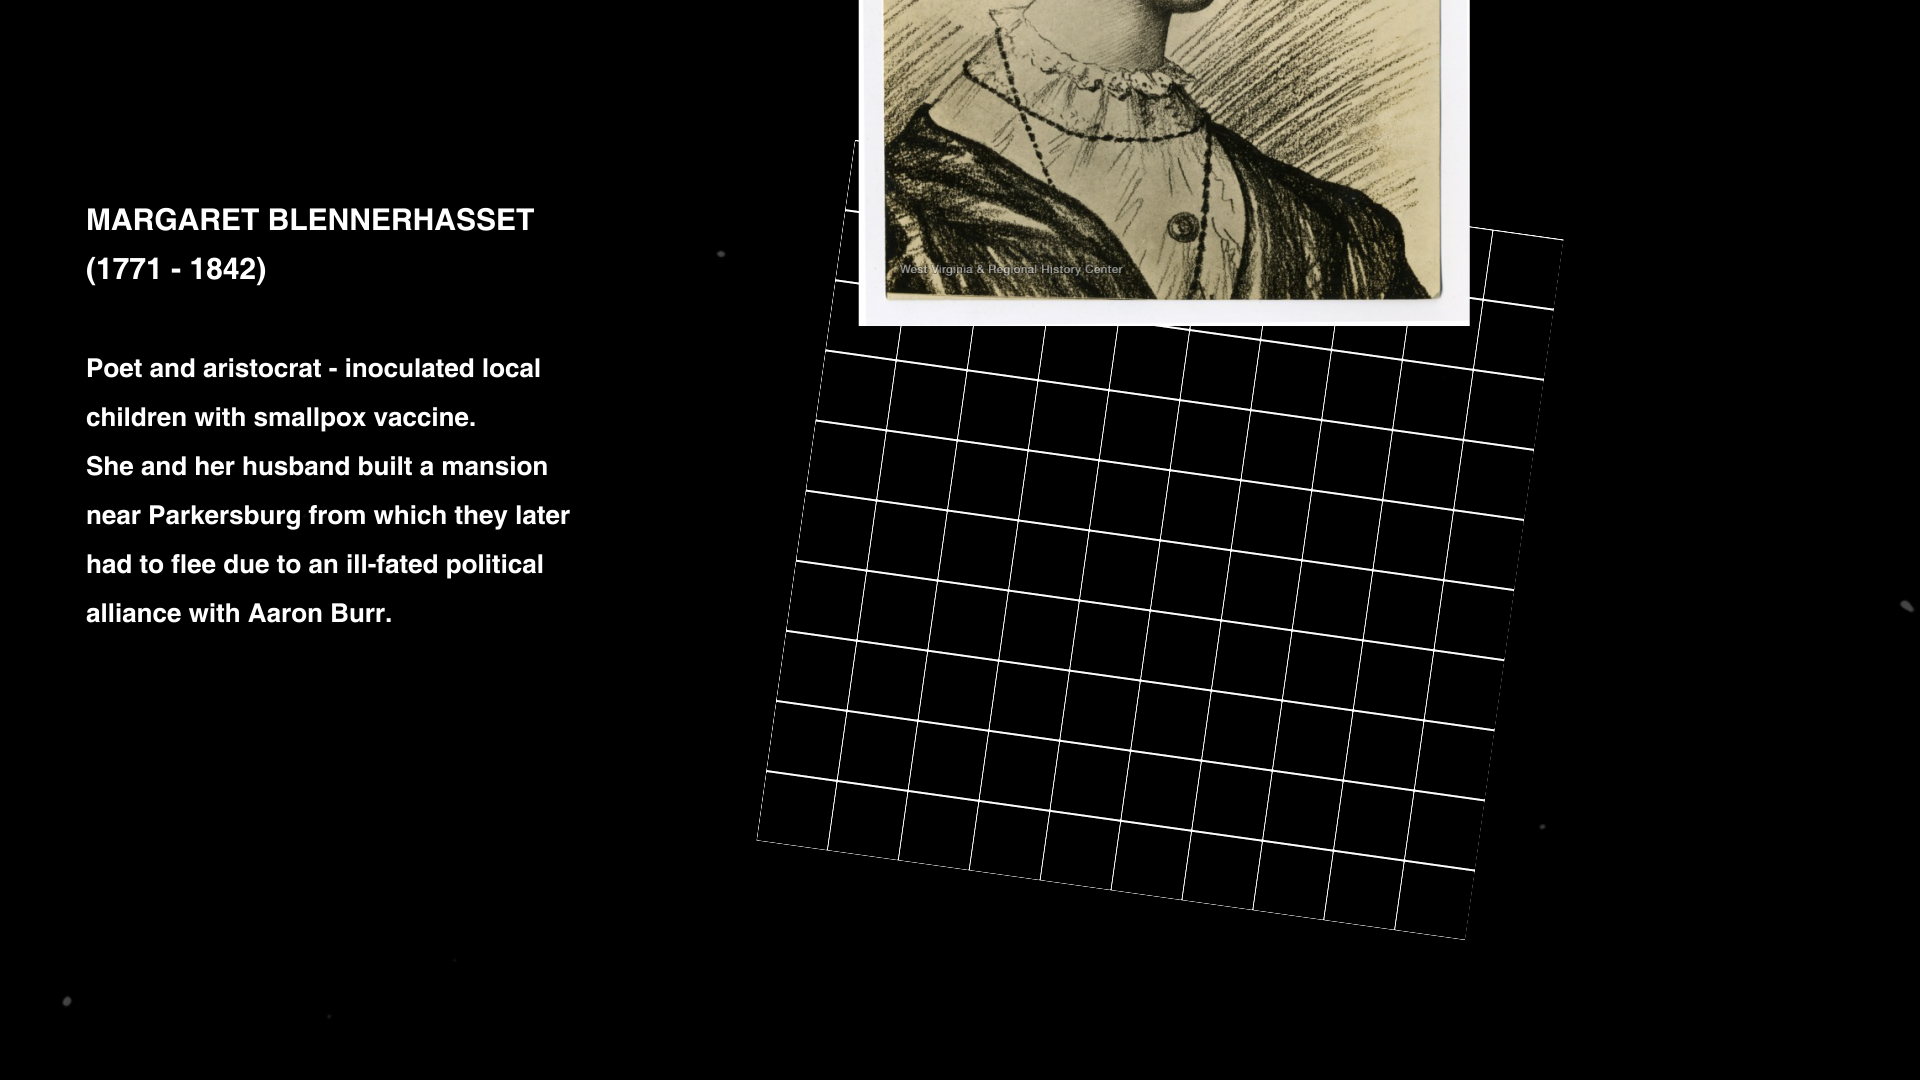 MARGARET BLENNERHASSET
(1771 - 1842)
Poet and aristocrat - inoculated local
children with smallpox vaccine.
She and her husband built a mansion
near Parkersburg from which they later
had to flee due to an ill-fated political
alliance with Aaron Burr.
West Virginia & Regional History Center